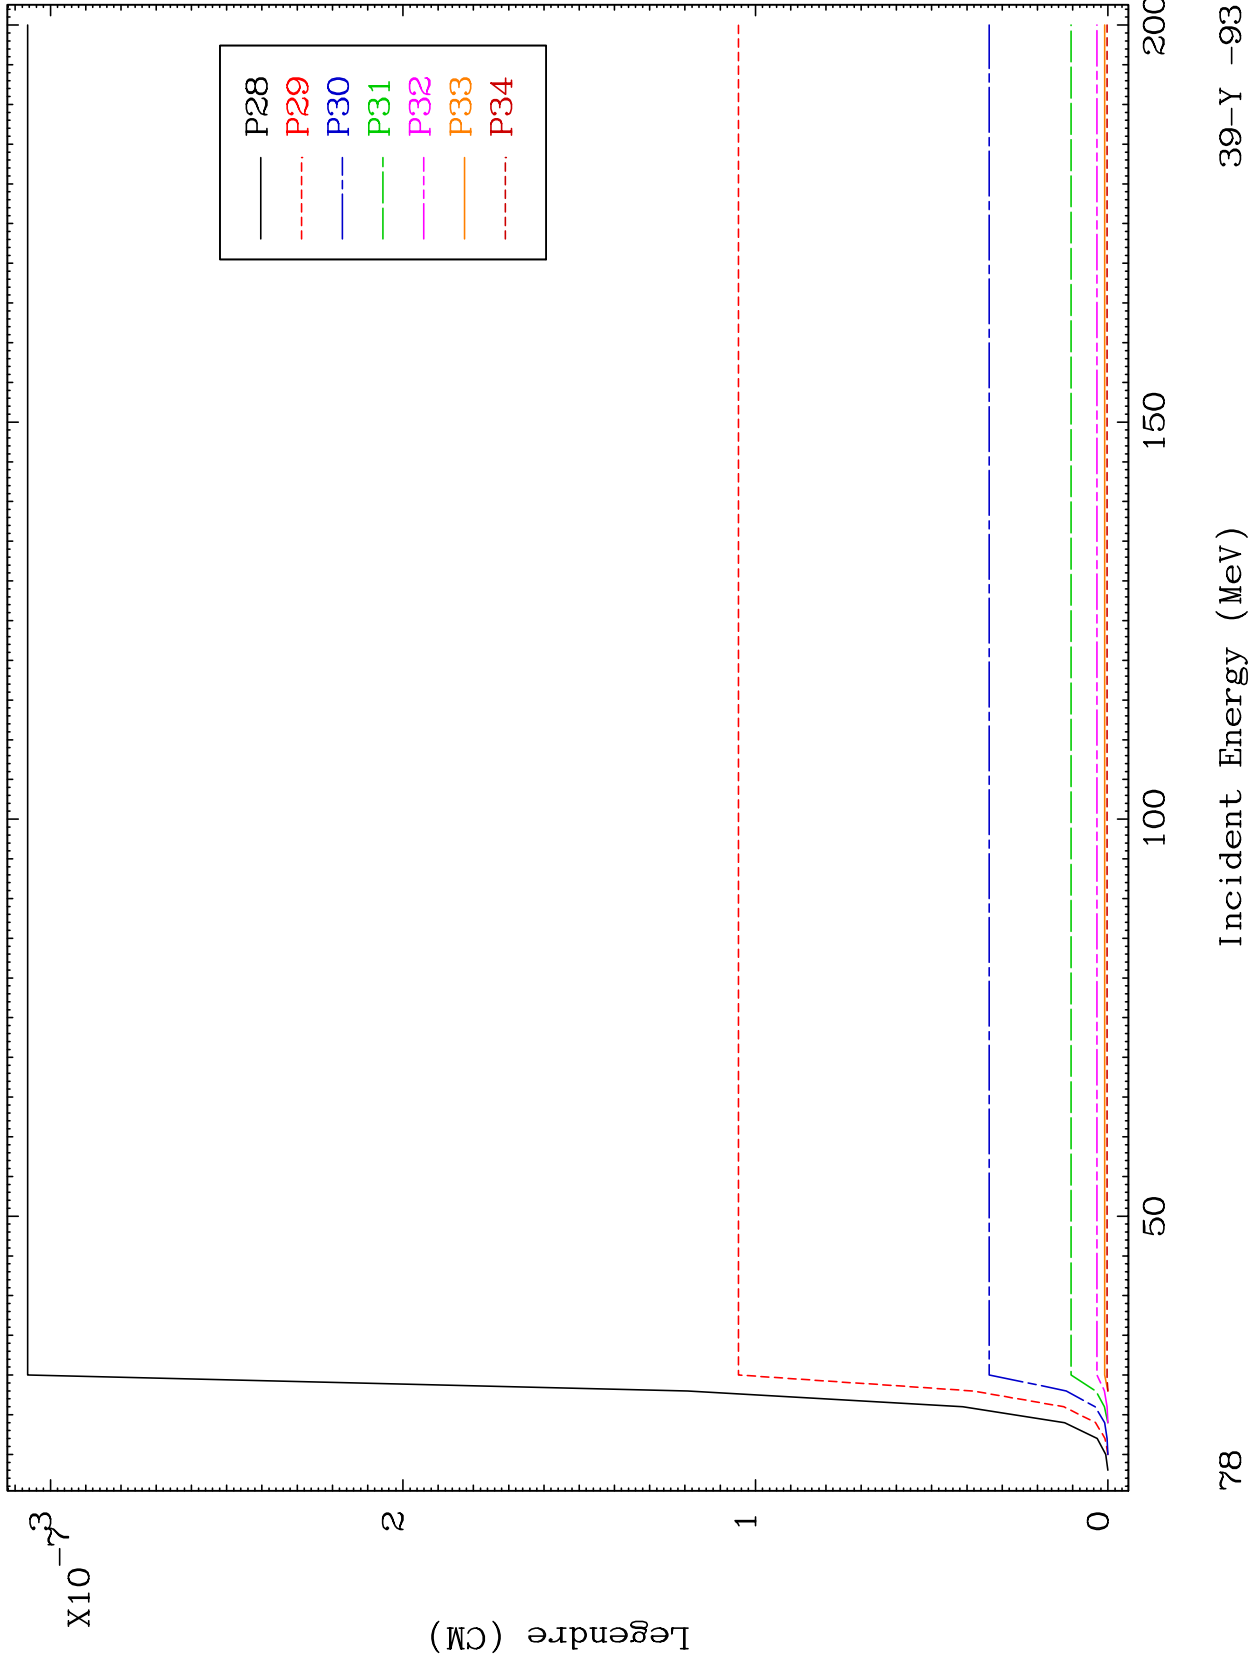 X10
-7
3
2
1
0
Legendre (CM)
P28
P29
P30
P31
P32
P33
P34
50
100
150
200
Incident Energy (MeV)
78
39-Y -93